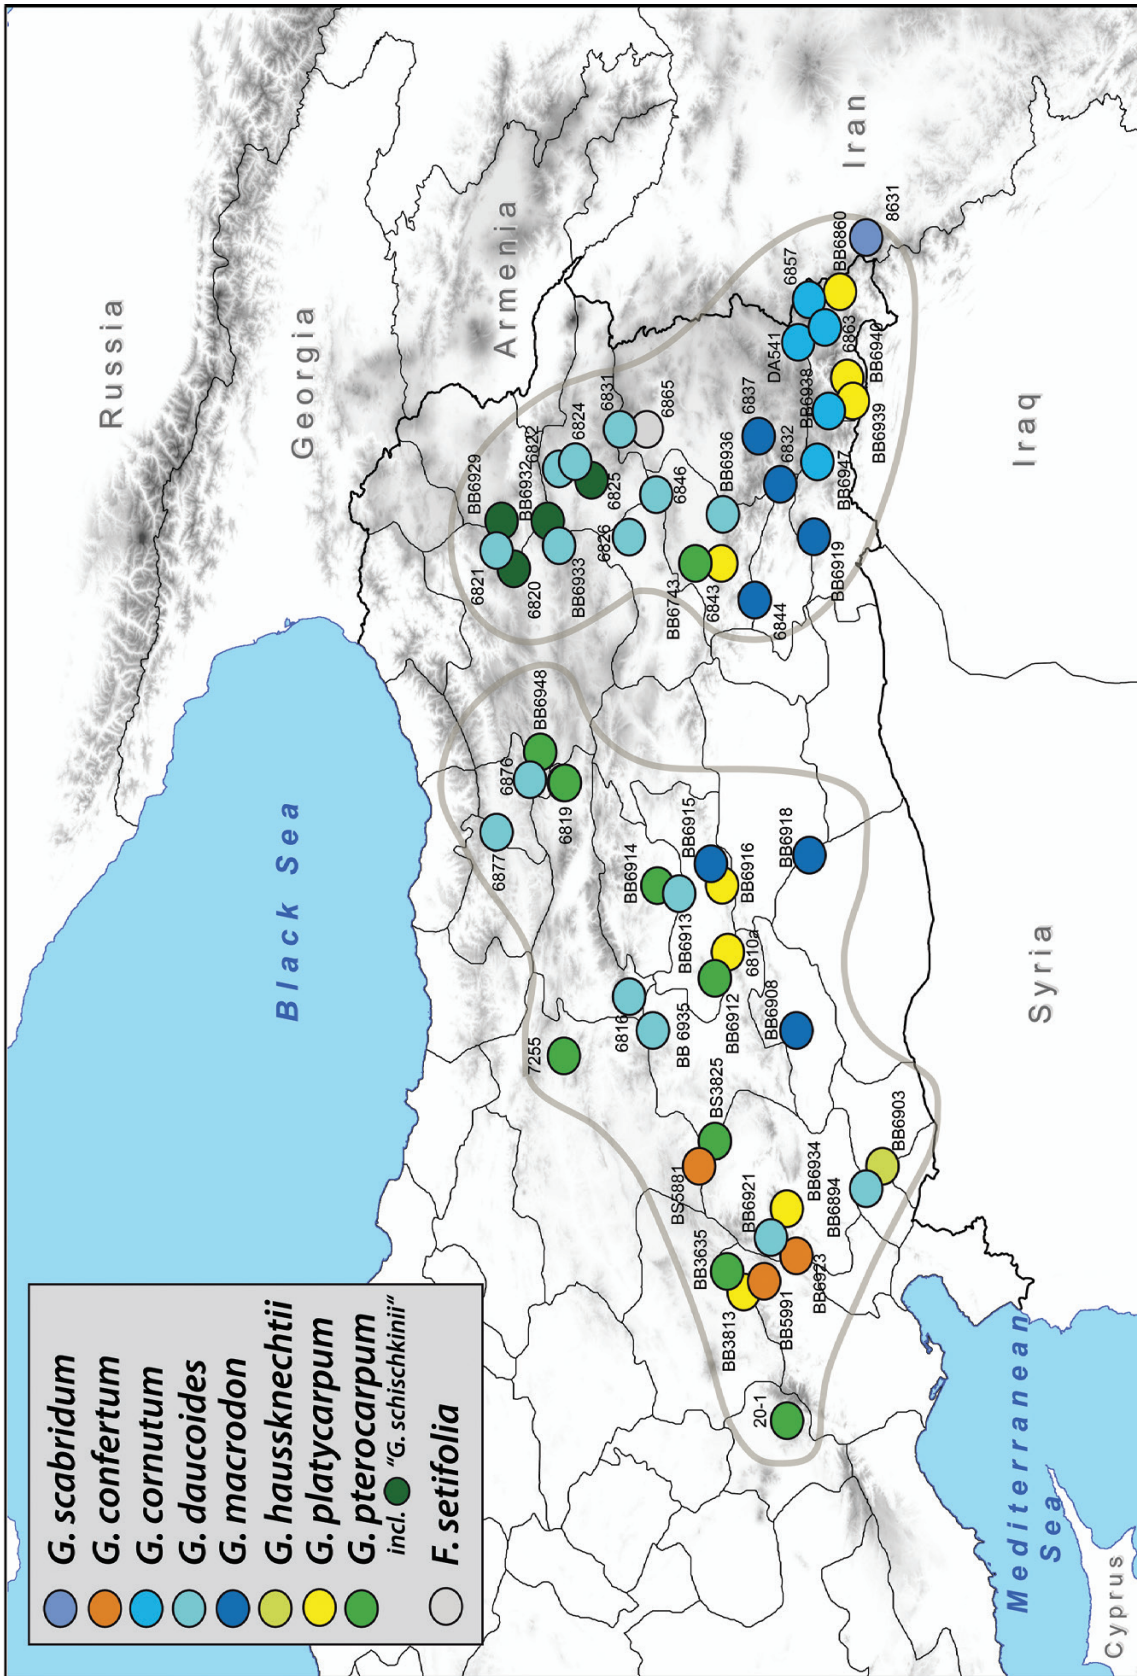 Russia
Georgia
Armenia
Iran
Iraq
Syria
Black Sea
Mediterranean
Sea
Cyprus
G. scabridum
G. confertum
G. cornutum
G. daucoides
G. macrodon
G. haussknechtii
G. platycarpum
G. pterocarpum
incl. "G. schischkinii"
F. setifolia
20-1
BB3813
BB3635
BB5991
BB6923
BB6921
BB6934
BB6894
BB6903
BS5881
BS3825
7255
6816
BB 6935
BB6912
6810a
BB6908
BB6913
BB6914
BB6915
BB6916
BB6918
6877
6876
6819
BB6948
6821
6820
BB6929
BB6932
BB6933
6822
6824
6825
6831
6865
6826
6846
BB6936
BB6743
6843
6844
6837
6832
BB6919
BB6947
BB6938
BB6939
BB6940
DA541
6857
6863
BB6860
8631